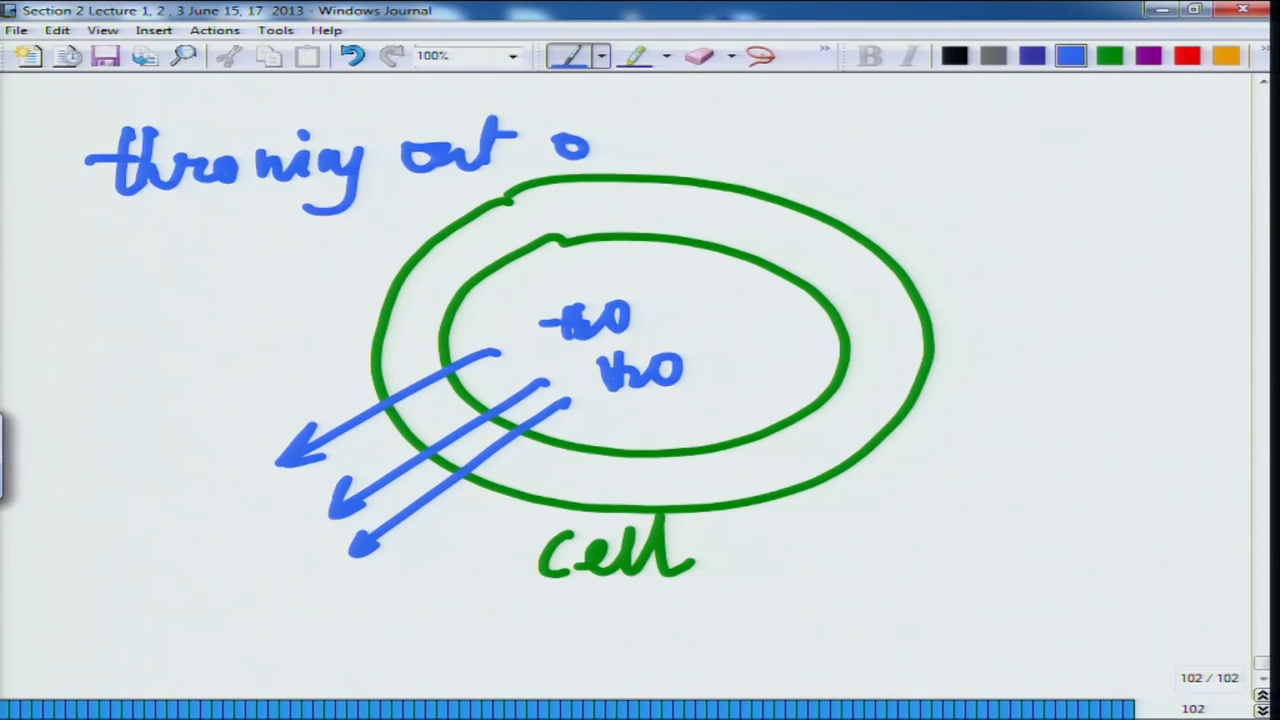 Section 2 Lecture 1, 2 , 3 June 15, 17 2013 - Windows Journal
File Edit View Insert Actions Tools Help
100% B I
throwing out o
H2O
H2O
cell
102 / 102
102